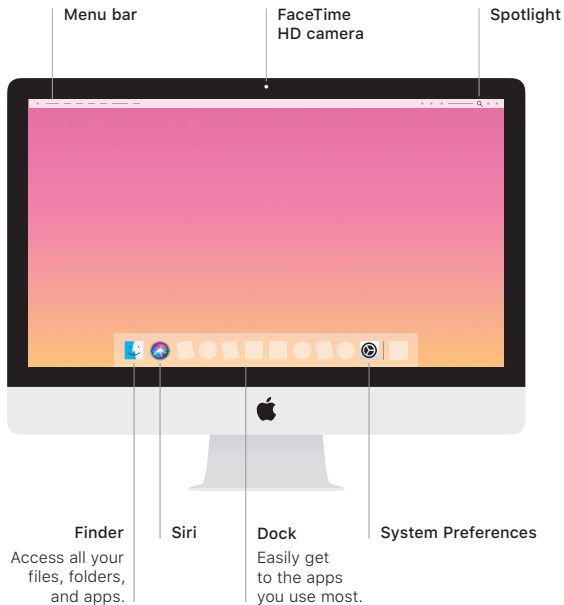 Menu bar
FaceTime
HD camera
Spotlight
Finder
Access all your
files, folders,
and apps.
Siri
Dock
Easily get
to the apps
you use most.
System Preferences